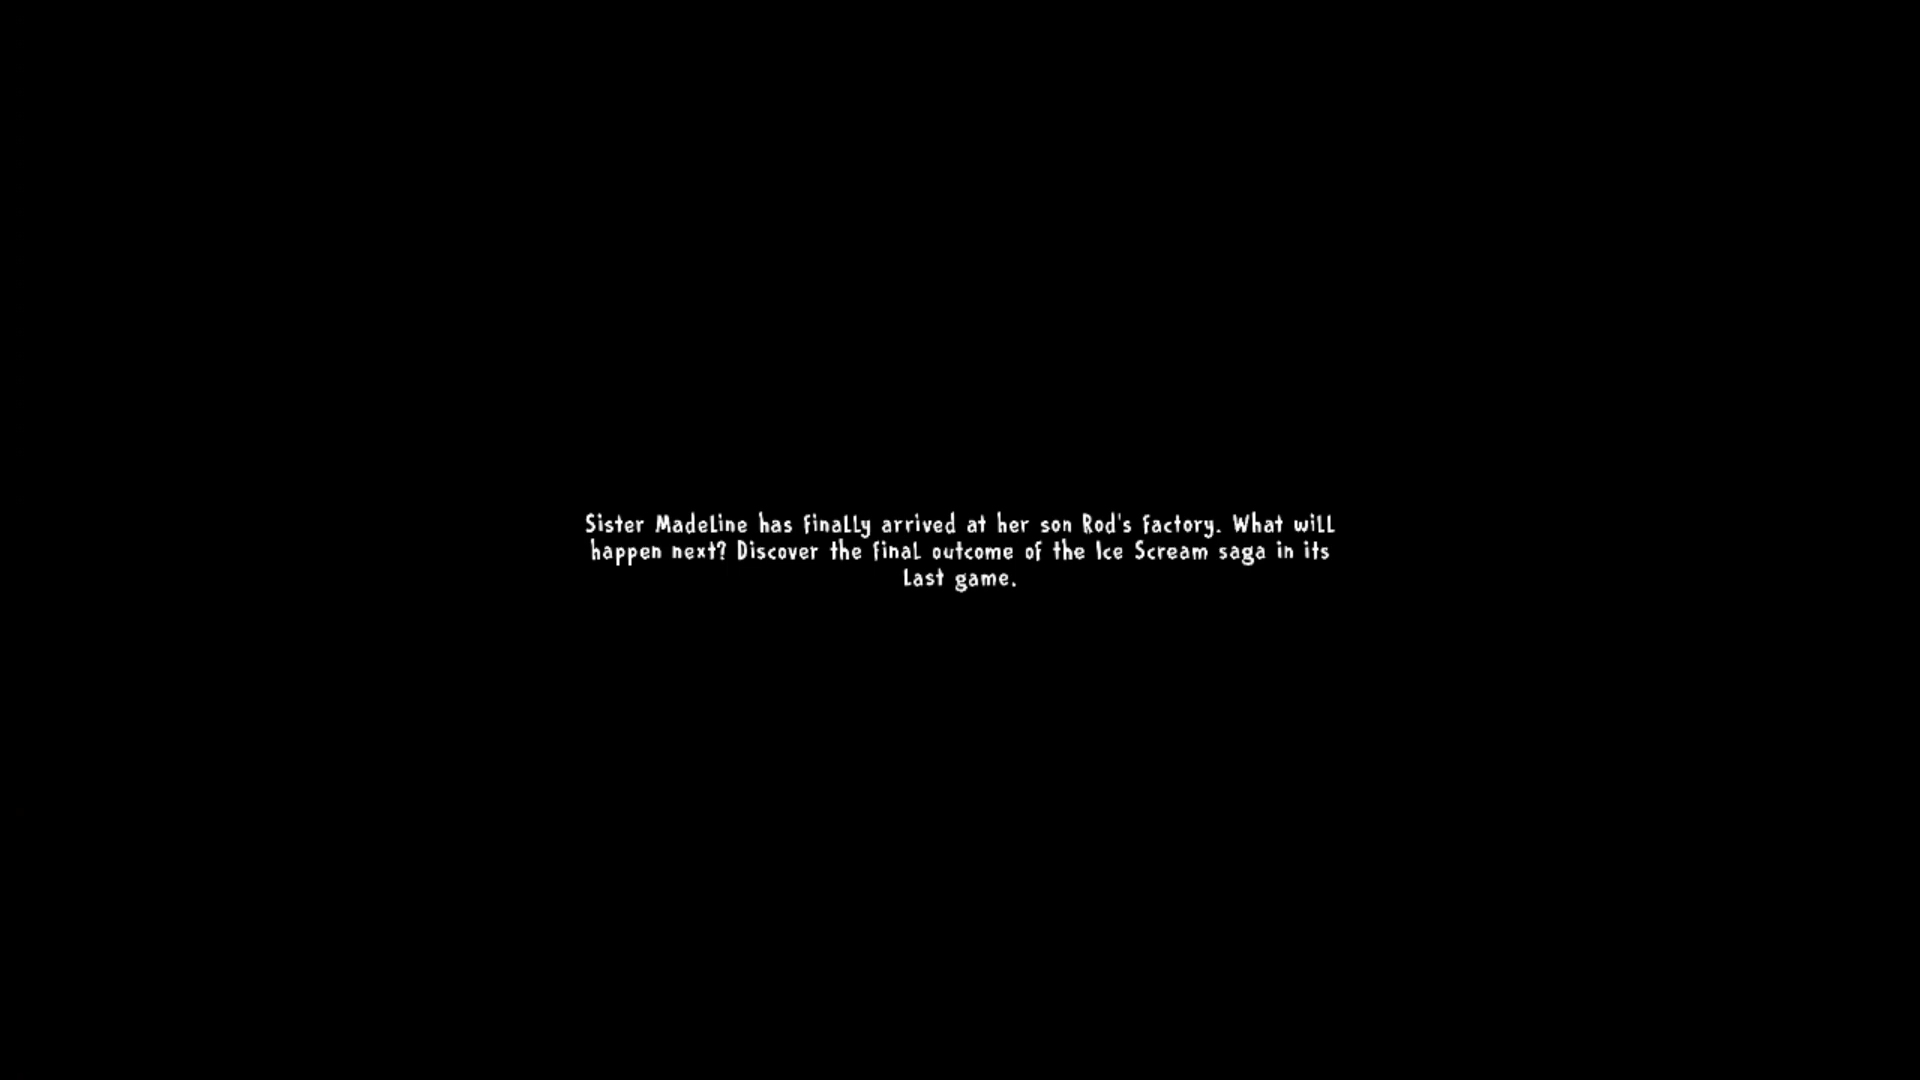 Sister Madeline has finally arrived at her son Rod's factory. What will
happen next? Discover the final outcome of the Ice Scream saga in its
last game.